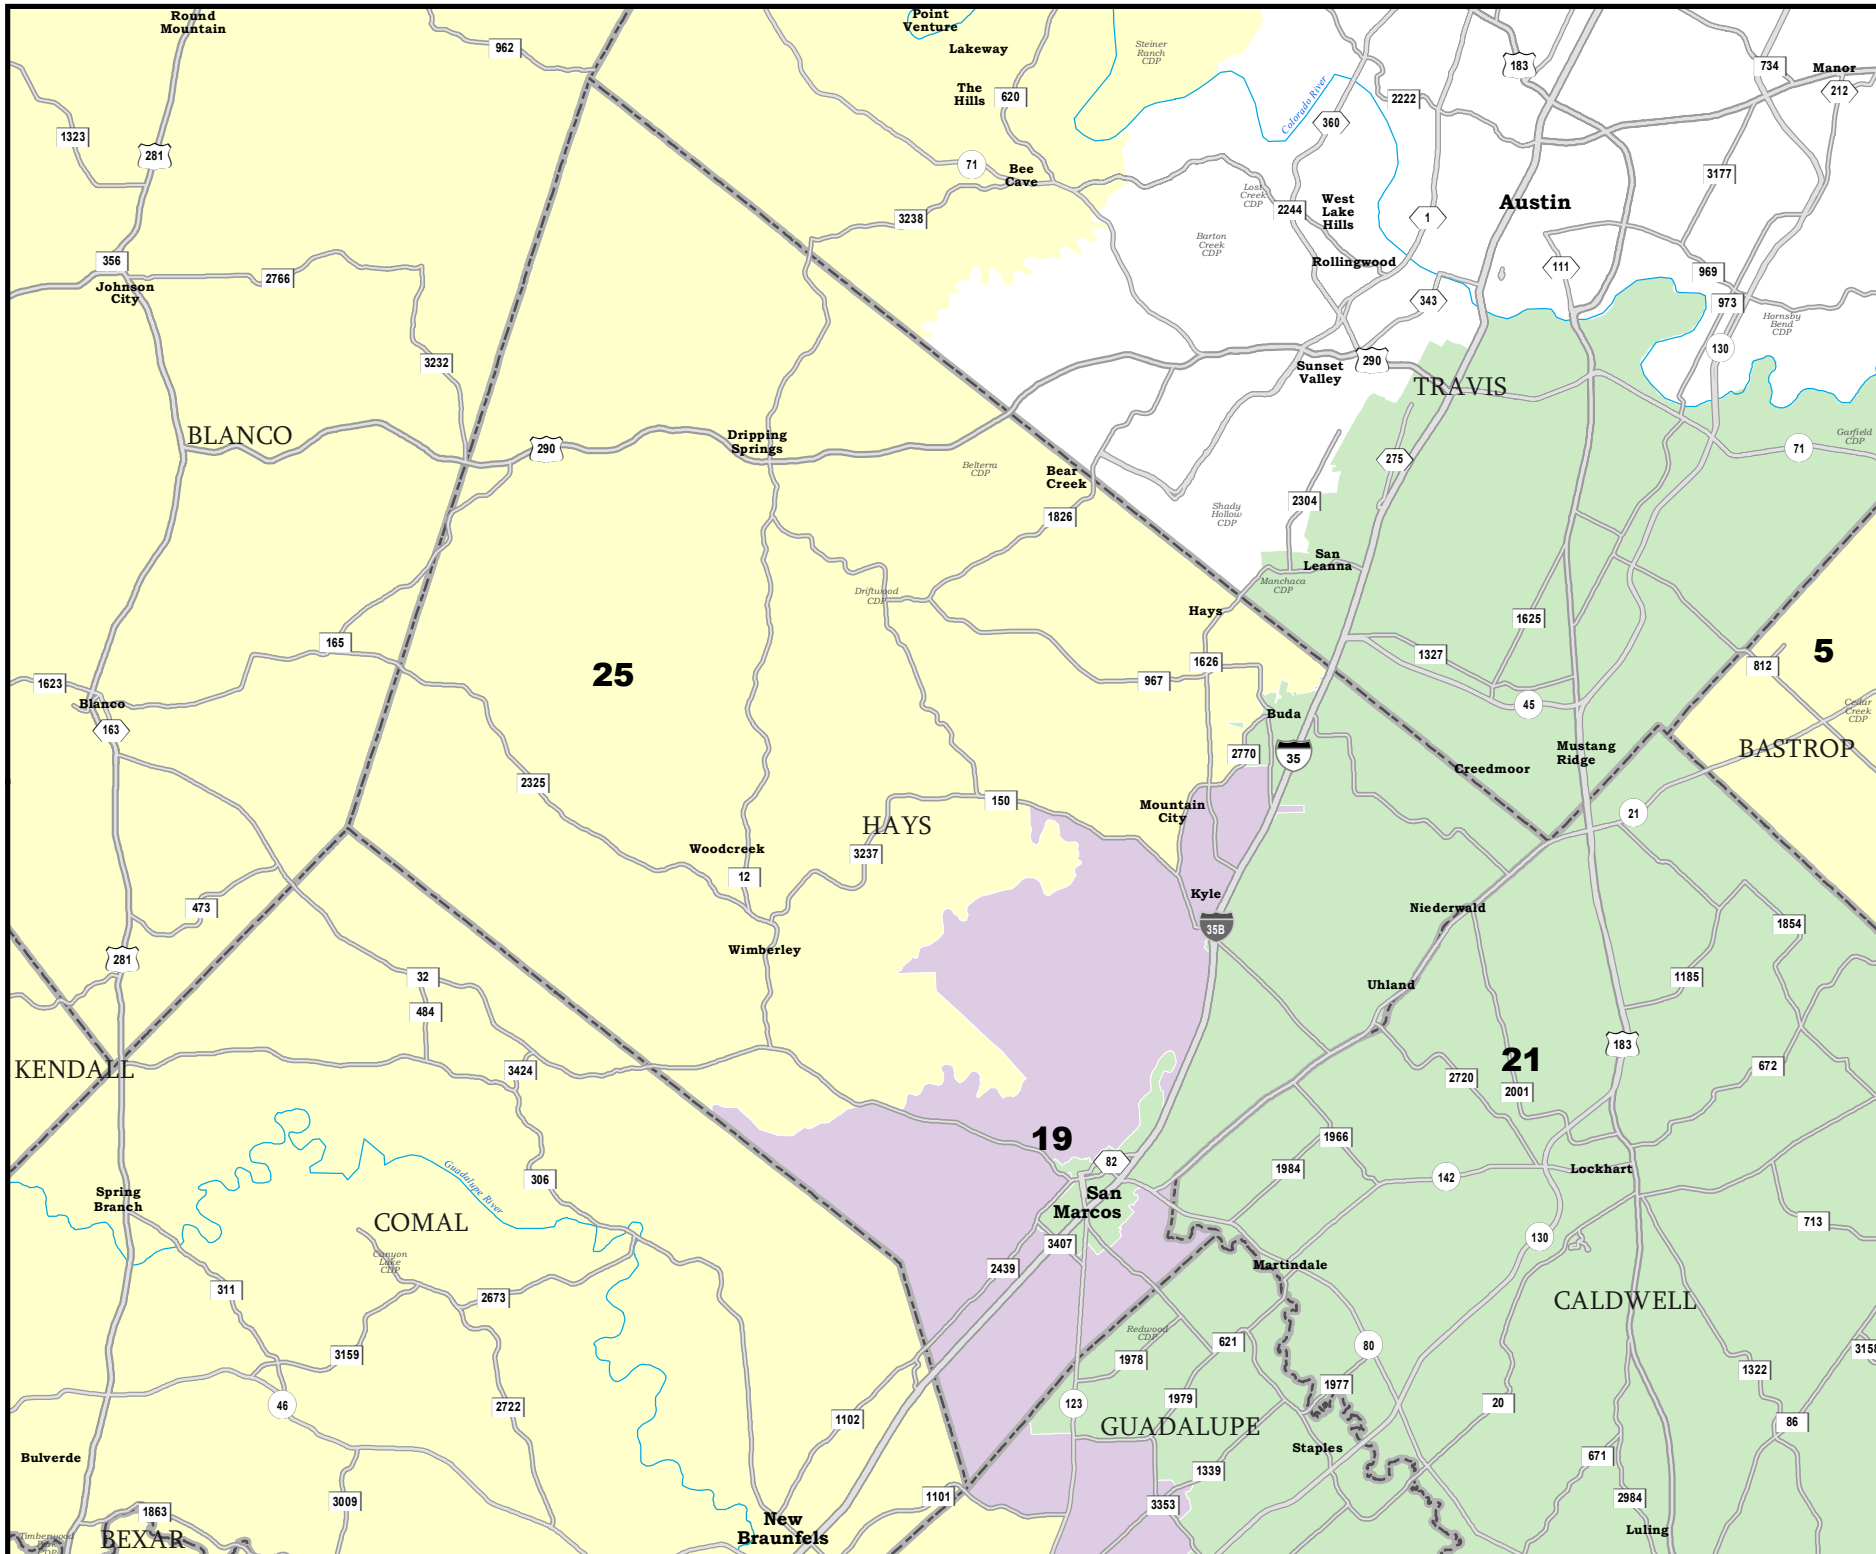 Round
Mountain
962
Point
Venture
Lakeway
Steiner
Ranch
CDP
183
734
Manor
212
The
Hills
620
2222
Colorado River
360
1323
281
71
Bee
Cave
3177
Lost
Creek
CDP
2244
West
Lake
Hills
1
Austin
3238
Barton
Creek
CDP
Rollingwood
111
969
356
Johnson
City
2766
343
973
Hornsby
Bend
CDP
130
3232
Sunset
Valley
290
TRAVIS
BLANCO
290
Dripping
Springs
Belterra
CDP
Bear
Creek
275
71
Garfield
CDP
1826
Shady
Hollow
CDP
2304
San
Leanna
Manchaca
CDP
Driftwood
CDP
Hays
1625
165
25
1626
1327
5
812
1623
967
Blanco
163
Buda
45
Cedar
Creek
CDP
2770
35
Mustang
Ridge
BASTROP
Creedmoor
2325
150
Mountain
City
21
HAYS
Woodcreek
12
3237
Kyle
473
Niederwald
1854
35B
Wimberley
281
32
1185
Uhland
484
183
KENDALL
3424
21
2720
2001
672
19
1966
82
1984
142
Lockhart
Guadalupe River
306
Spring
Branch
San
Marcos
COMAL
713
3407
130
Canyon
Lake
CDP
2439
Martindale
311
2673
CALDWELL
Redwood
CDP
621
80
3159
1978
3158
1322
1977
1979
46
2722
123
20
1102
86
GUADALUPE
Bulverde
Staples
671
1339
3009
1101
2984
3353
1863
New
Braunfels
Luling
BEXAR
Timberwood
Park
CDP